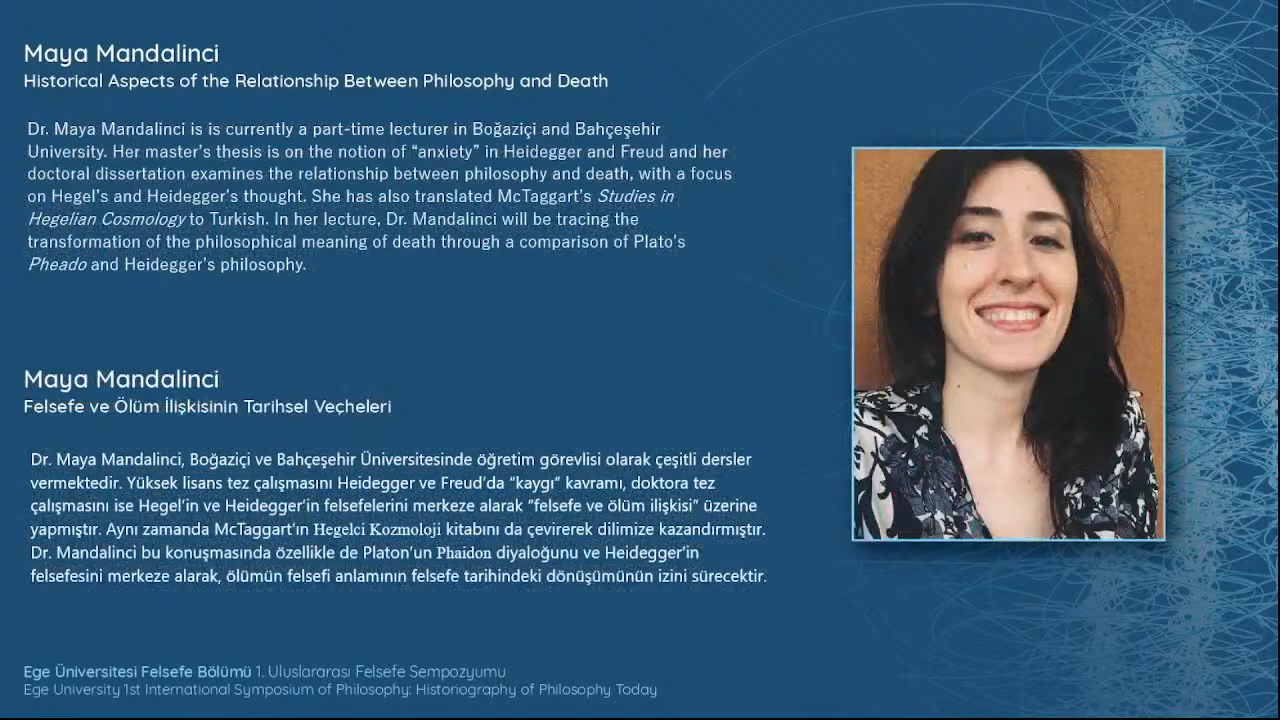 Maya Mandalinci
Historical Aspects of the Relationship Between Philosophy and Death
Dr. Maya Mandalinci is is currently a part-time lecturer in Boğaziçi and Bahçeşehir
University. Her master's thesis is on the notion of “anxiety” in Heidegger and Freud and her
doctoral dissertation examines the relationship between philosophy and death, with a focus
on Hegel's and Heidegger's thought. She has also translated McTaggart's Studies in
Hegelian Cosmology to Turkish. In her lecture, Dr. Mandalinci will be tracing the
transformation of the philosophical meaning of death through a comparison of Plato's
Pheado and Heidegger's philosophy.
Maya Mandalinci
Felsefe ve Ölüm İlişkisinin Tarihsel Veçheleri
Dr. Maya Mandalinci, Boğaziçi ve Bahçeşehir Üniversitesinde öğretim görevlisi olarak çeşitli dersler
vermektedir. Yüksek lisans tez çalışmasını Heidegger ve Freud'da “kaygı” kavramı, doktora tez
çalışmasını ise Hegel'in ve Heidegger'in felsefelerini merkeze alarak “felsefe ve ölüm ilişkisi” üzerine
yapmıştır. Aynı zamanda McTaggart'ın Hegelci Kozmoloji kitabını da çevirerek dilimize kazandırmıştır.
Dr. Mandalinci bu konuşmasında özellikle de Platon'un Phaidon diyaloğunu ve Heidegger'in
felsefesini merkeze alarak, ölümün felsefi anlamının felsefe tarihindeki dönüşümünün izini sürecektir.
Ege Üniversitesi Felsefe Bölümü 1. Uluslararası Felsefe Sempozyumu
Ege University 1st International Symposium of Philosophy: Historiography of Philosophy Today